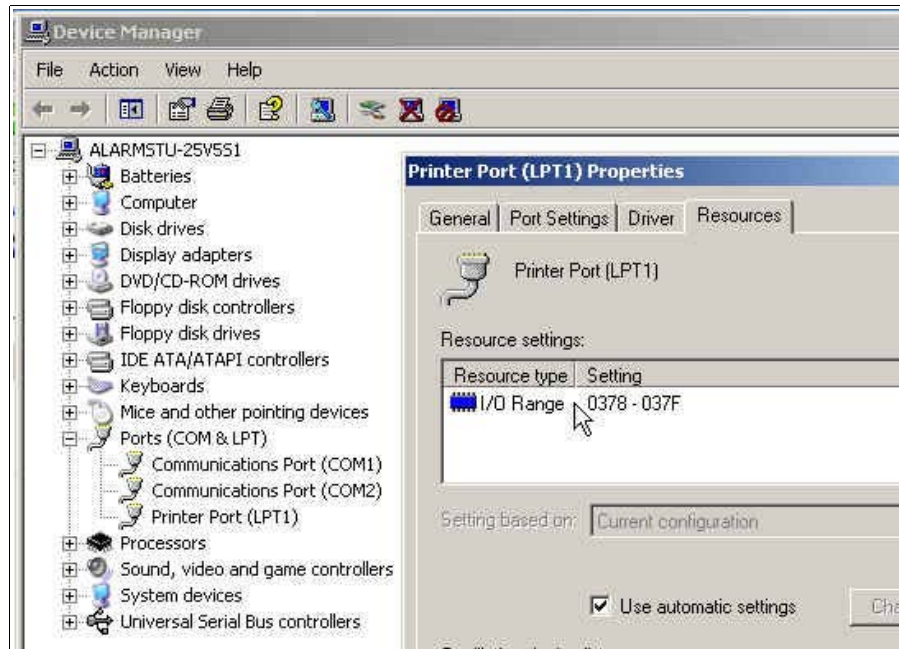 Device Manager
File Action View Help
ALARMSTU-25V5S1
Batteries
Computer
Disk drives
Display adapters
DVD/CD-ROM drives
Floppy disk controllers
Floppy disk drives
IDE ATA/ATAPI controllers
Keyboards
Mice and other pointing devices
Ports (COM & LPT)
Communications Port (COM1)
Communications Port (COM2)
Printer Port (LPT1)
Processors
Sound, video and game controllers
System devices
Universal Serial Bus controllers
Printer Port (LPT1) Properties
General Port Settings Driver Resources
Printer Port (LPT1)
Resource settings:
Resource type Setting
I/O Range 0378 - 037F
Setting based on: Current configuration
Use automatic settings